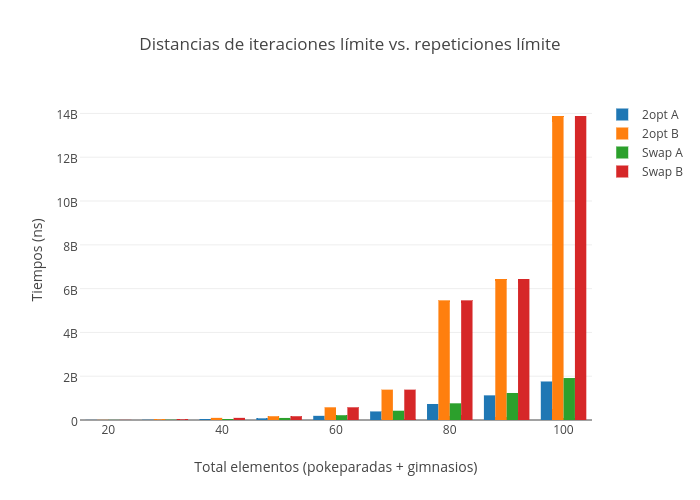 Distancias de iteraciones límite vs. repeticiones límite
14B
12B
10B
8B
6B
4B
2B
0
Tiempos (ns)
20 40 60 80 100
Total elementos (pokeparadas + gimnasios)
2opt A
2opt B
Swap A
Swap B